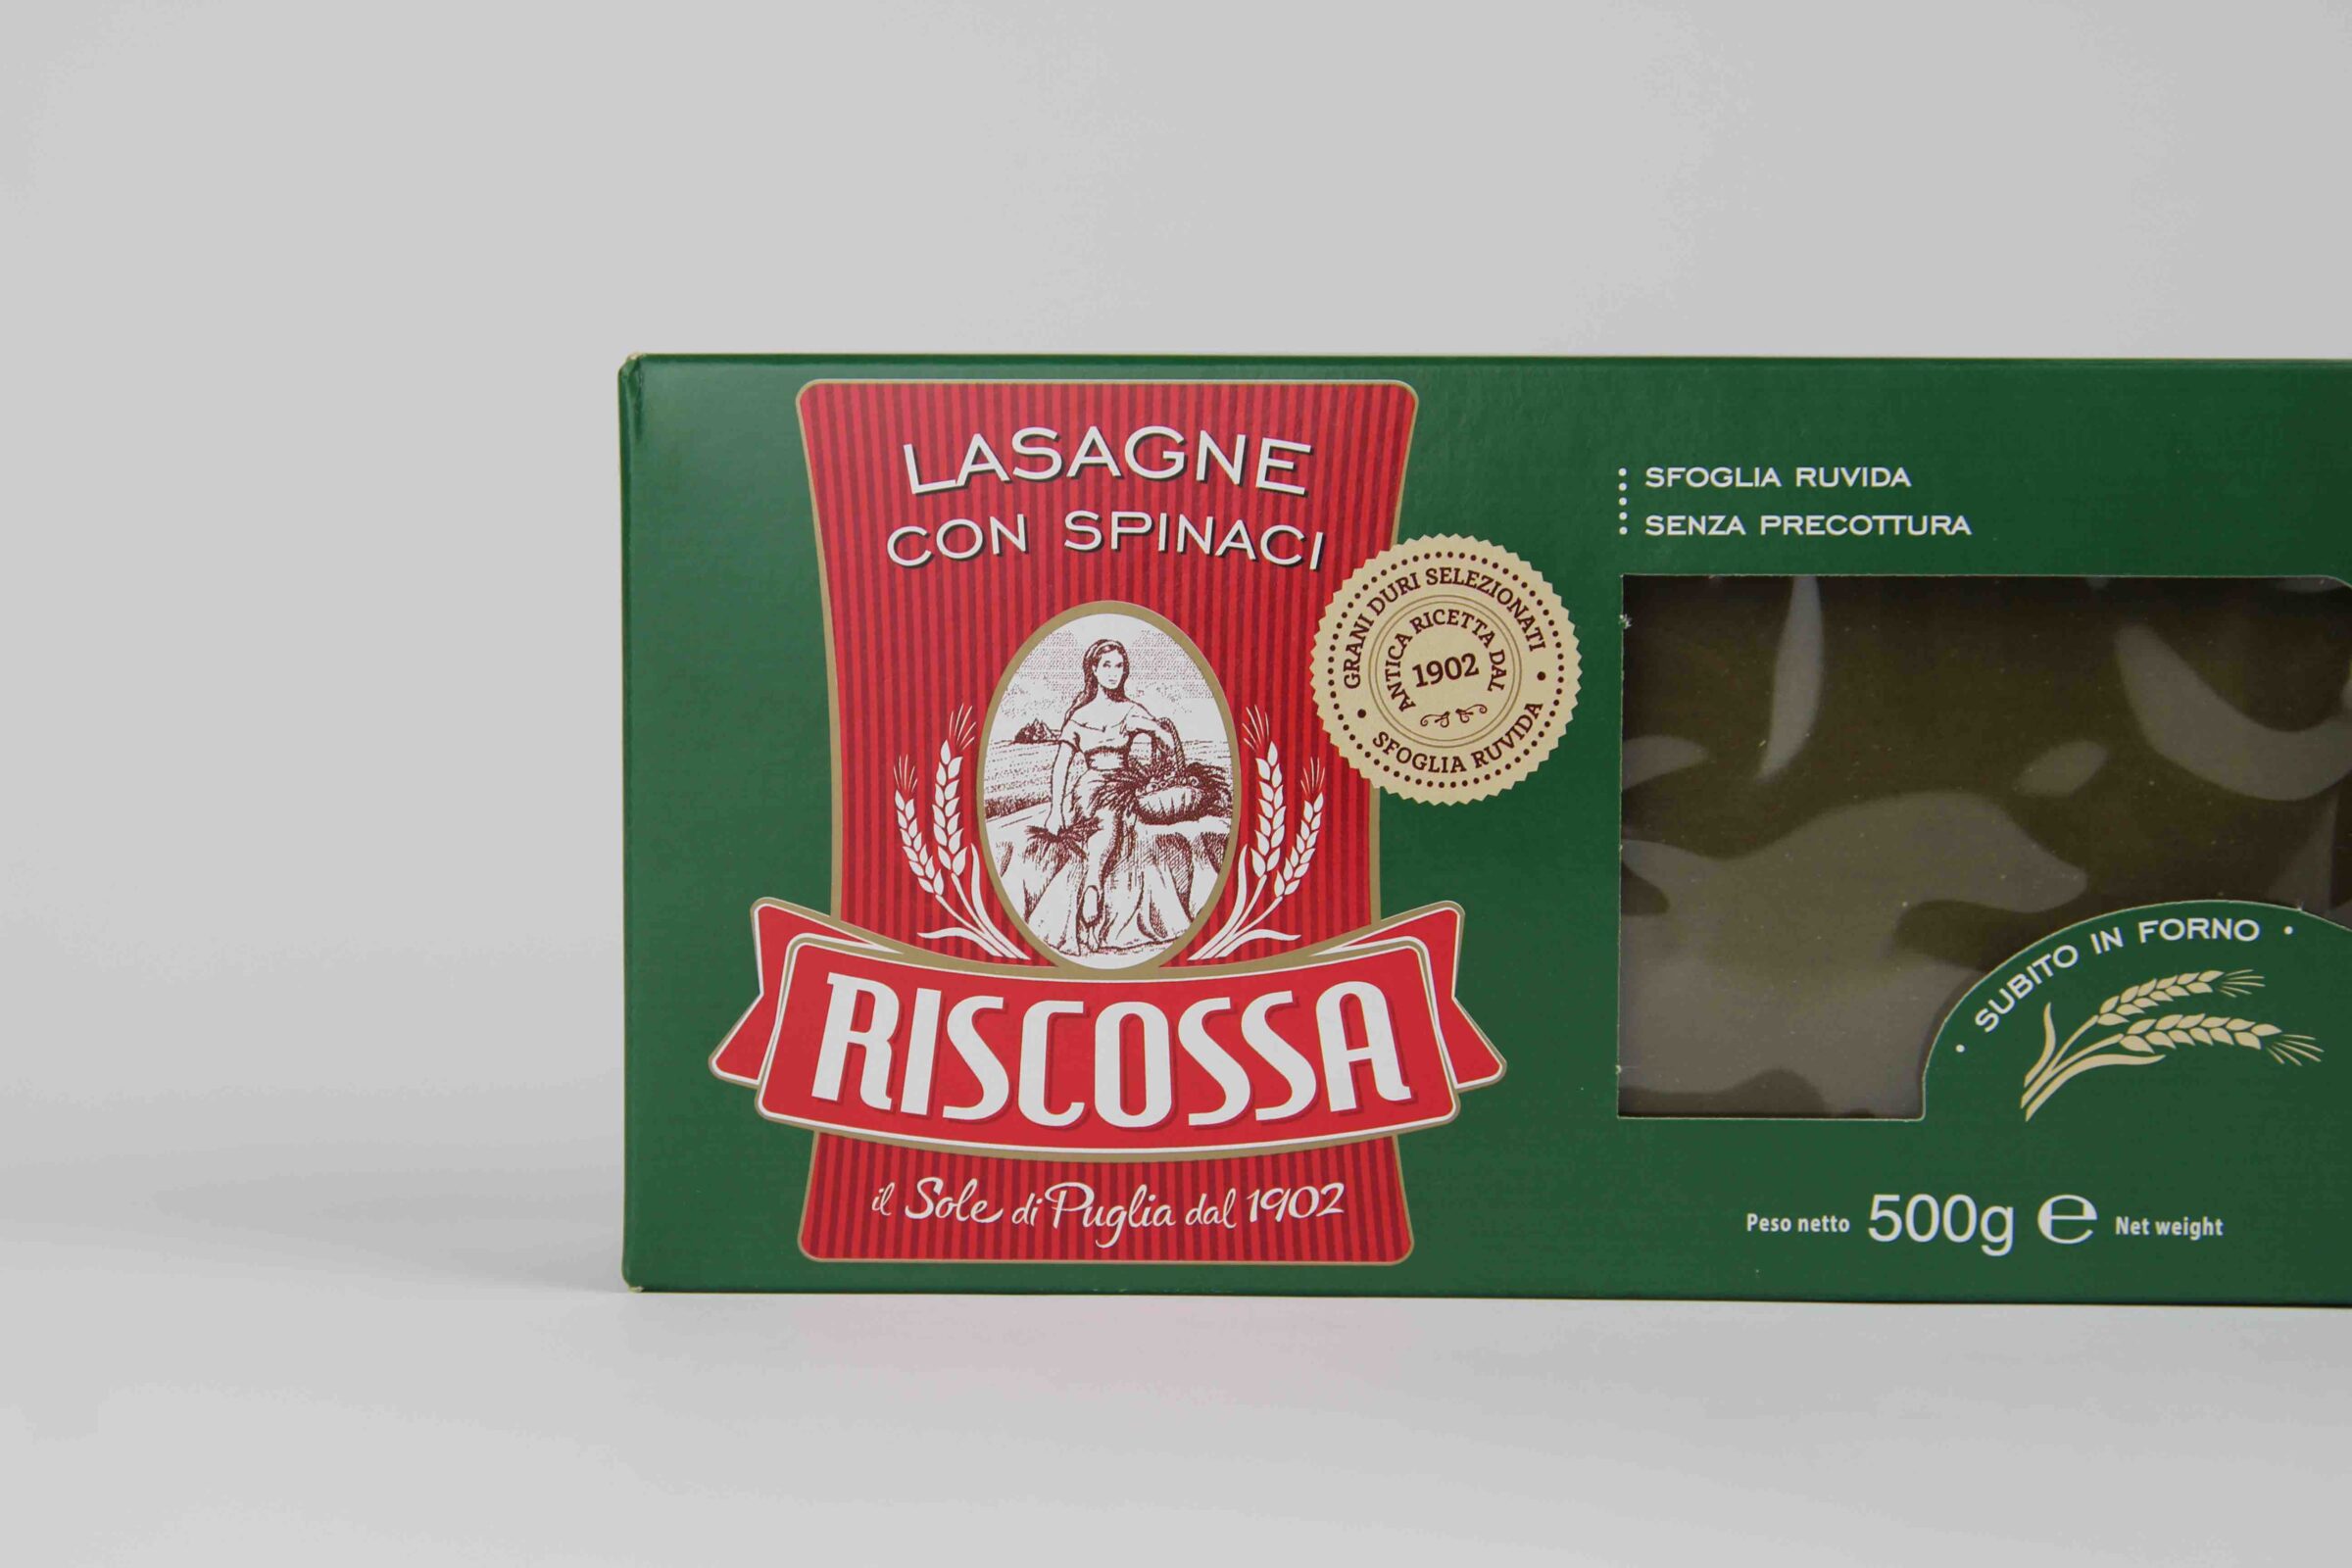 LASAGNE
CON SPINACI
GRANI DURI SELEZIONATI
ANTICA RICETTA DAL
1902
• SFOGLIA RUVIDA •
RISCOSSA
il Sole di Puglia dal 1902
SFOGLIA RUVIDA
SENZA PRECOTTURA
• SUBITO IN FORNO •
Peso netto 500g ℮ Net weight